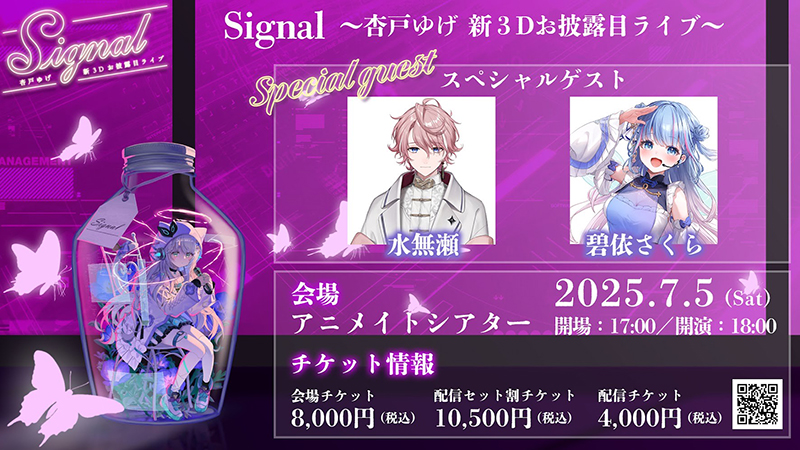 Signal
杏戸ゆげ 新3Dお披露目ライブ
Signal ～杏戸ゆげ 新３Dお披露目ライブ～
Special guest
スペシャルゲスト
水無瀬
碧依さくら
MANAGEMENT
Signal
会場
アニメイトシアター
2025.7.5 (Sat)
開場：17:00／開演：18:00
チケット情報
会場チケット
8,000円 (税込)
配信セット割チケット
10,500円 (税込)
配信チケット
4,000円 (税込)